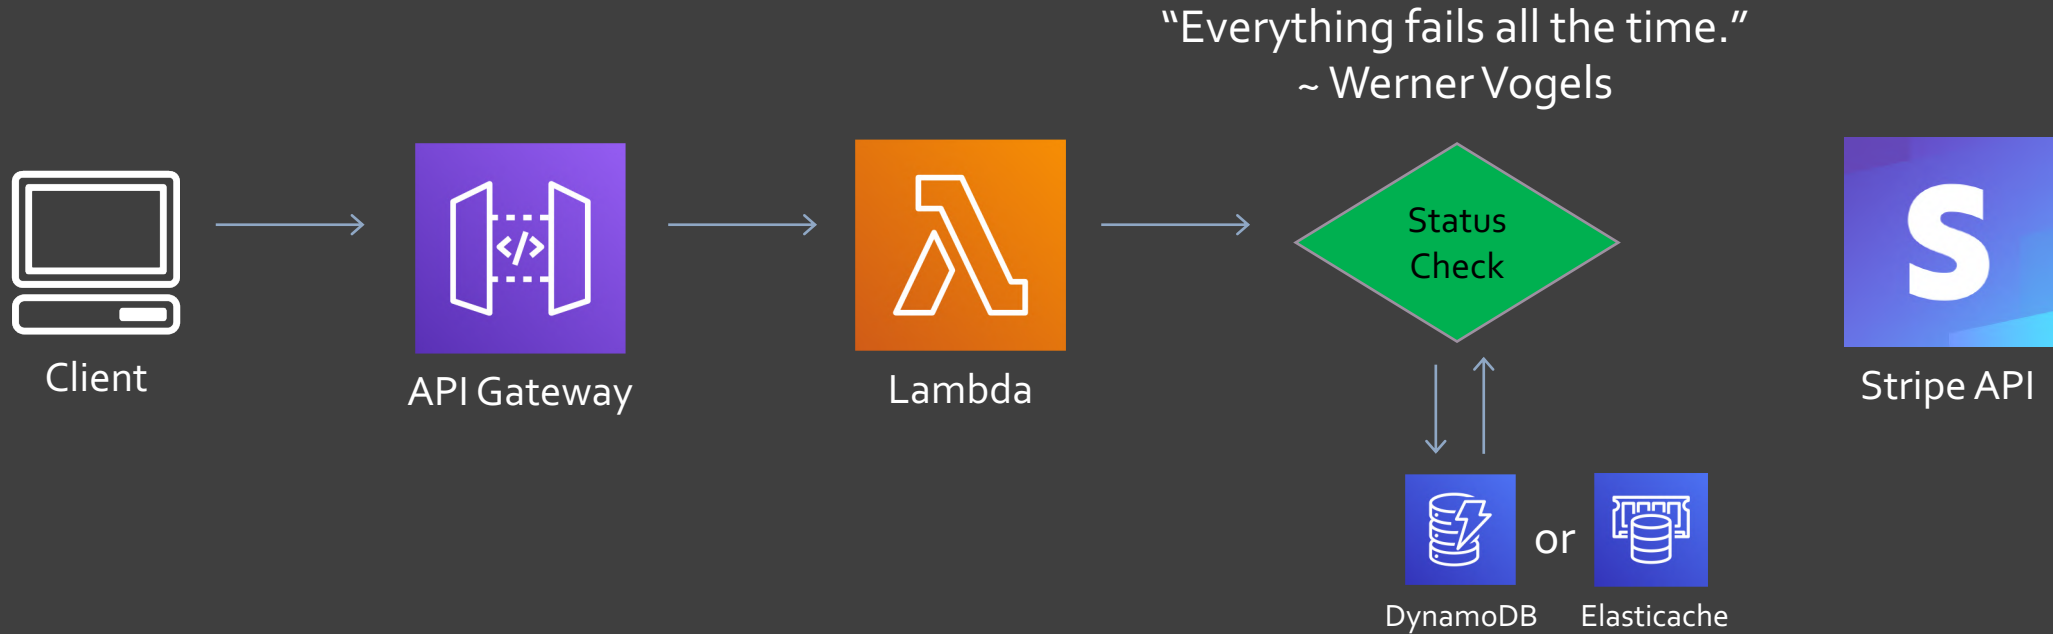 “Everything fails all the time.”
~ Werner Vogels
</>
Status
Check
S
Client
API Gateway
Lambda
Stripe API
or
DynamoDB
Elasticache